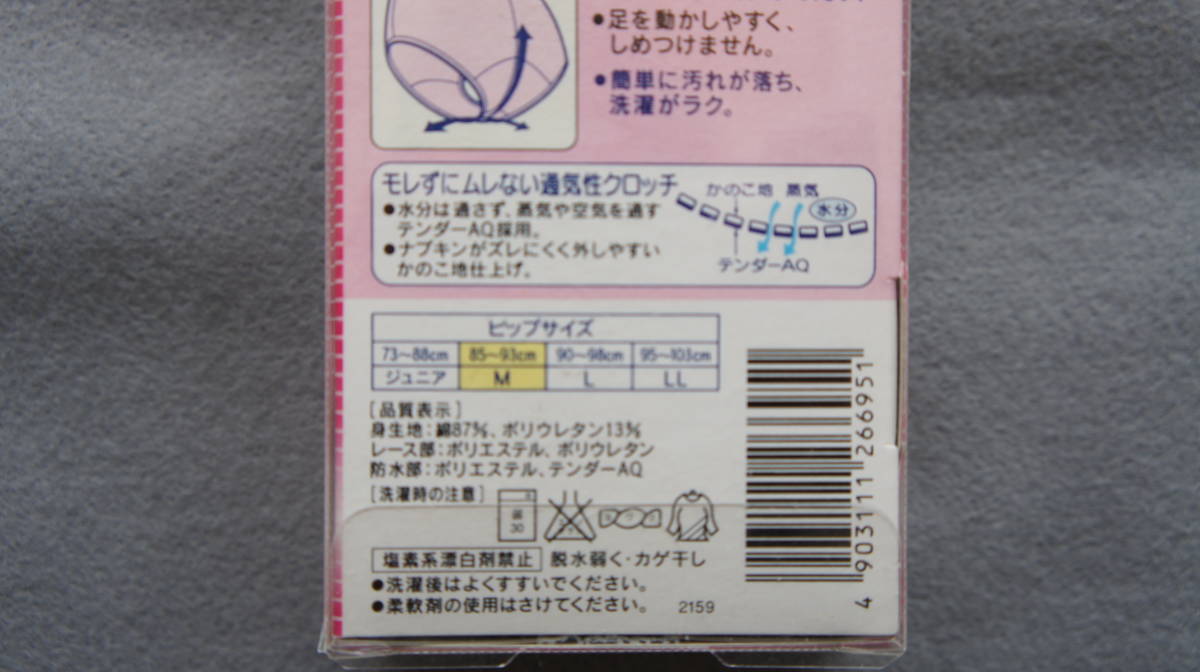 ●足を動かしやすく、
しめつけません。
●簡単に汚れが落ち、
洗濯がラク。
モレずにムレない通気性クロッチ
●水分は通さず、蒸気や空気を通す
テンダーAQ採用。
●ナプキンがズレにくく外しやすい
かのこ地仕上げ。
かのこ地 蒸気
水分
テンダーAQ
ヒップサイズ
73〜88cm 85〜93cm 90〜98cm 95〜103cm
ジュニア M L LL
[品質表示]
身生地:綿87%、ポリウレタン13%
レース部:ポリエステル、ポリウレタン
防水部:ポリエステル、テンダーAQ
[洗濯時の注意]
30
塩素系漂白剤禁止 脱水弱く・カゲ干し
●洗濯後はよくすすいでください。
●柔軟剤の使用はさけてください。 2159
4 903111 266951